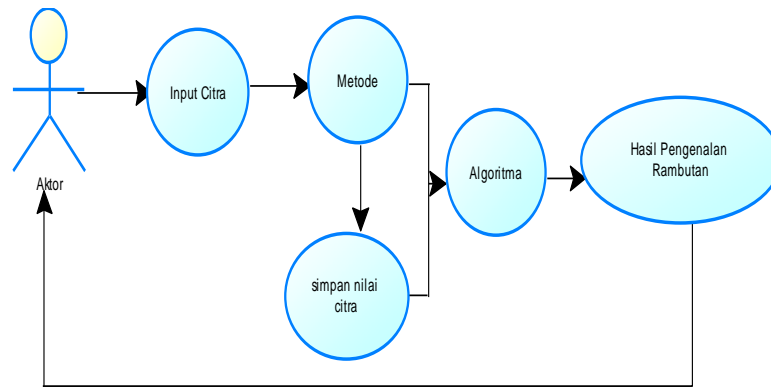 Aktor
Input Citra
Metode
simpan nilai
citra
Algoritma
Hasil Pengenalan
Rambutan